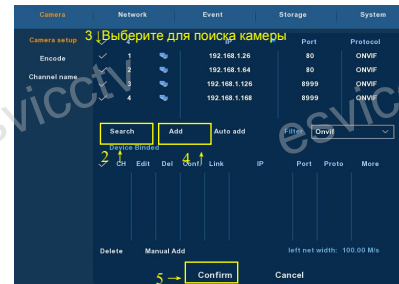 Camera Network Event Storage System
Camera setup
Encode
Channel name
3 ↓Выберите для поиска камеры
4 IP Port Protocol
1 192.168.1.26 80 ONVIF
2 192.168.1.64 80 ONVIF
3 192.168.1.126 8999 ONVIF
4 192.168.1.168 8999 ONVIF
Search Add Auto add Filter Onvif
Device Binded
2 ↑ 4 ↑
CH Edit Del Conf Link IP Port Proto More
Delete Manual Add left net width: 100.00 M/s
5 → Confirm Cancel
esvicctv